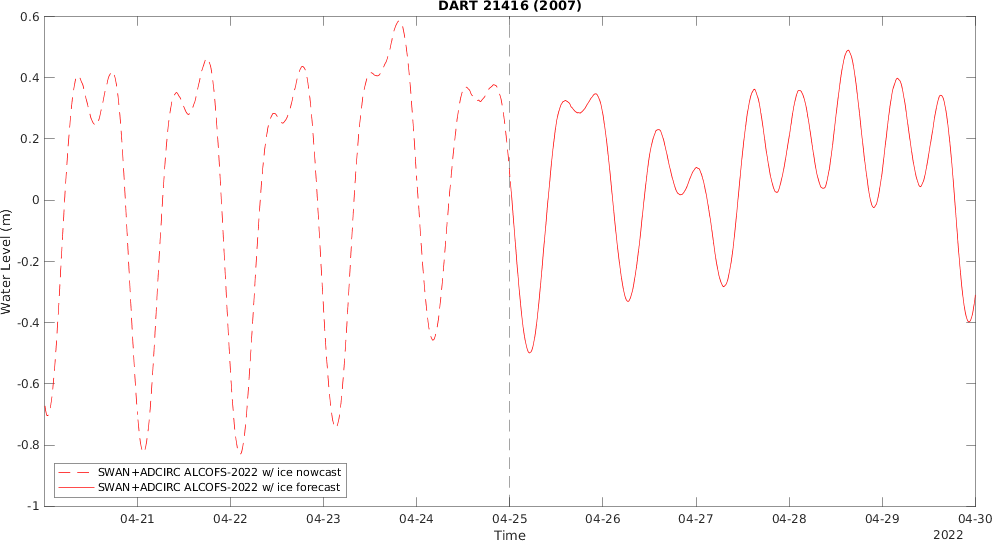 DART 21416 (2007)
0.6
0.4
0.2
0
-0.2
-0.4
-0.6
-0.8
-1
Water Level (m)
SWAN+ADCIRC ALCOFS-2022 w/ ice nowcast
SWAN+ADCIRC ALCOFS-2022 w/ ice forecast
04-21 04-22 04-23 04-24 04-25 04-26 04-27 04-28 04-29 04-30
Time
2022